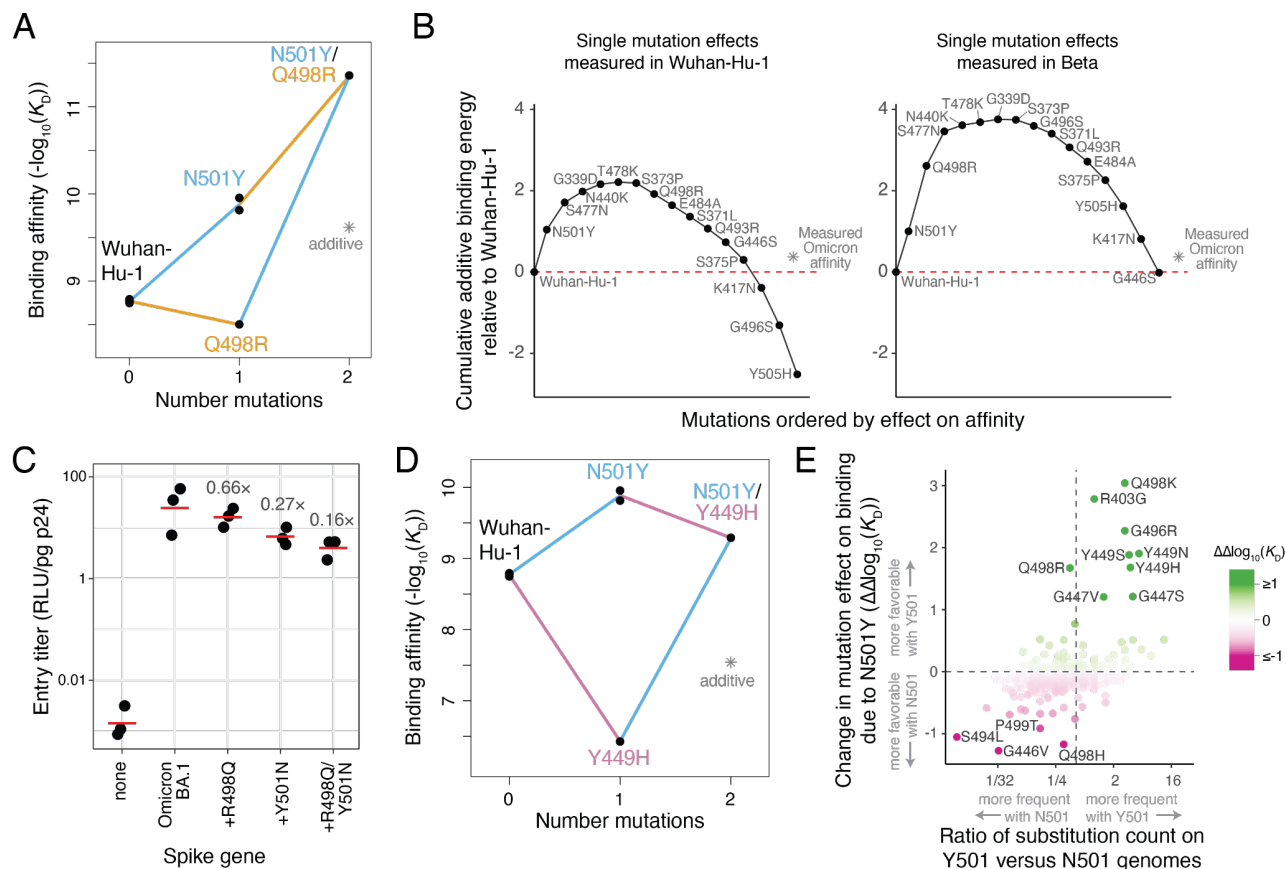 A
Binding affinity (-log10(KD))
11
10
9
N501Y/
Q498R
N501Y
*
additive
Wuhan-
Hu-1
Q498R
0
1
2
Number mutations
B
Single mutation effects
measured in Wuhan-Hu-1
Single mutation effects
measured in Beta
Cumulative additive binding energy
relative to Wuhan-Hu-1
4
2
0
-2
Wuhan-Hu-1
N501Y
S477N
G339D
N440K
T478K
S373P
Q498R
E484A
S371L
Q493R
G446S
S375P
K417N
G496S
Y505H
*
Measured
Omicron
affinity
4
2
0
-2
Wuhan-Hu-1
N501Y
Q498R
S477N
N440K
T478K
G339D
S373P
G496S
S371L
Q493R
E484A
S375P
Y505H
K417N
G446S
*
Measured
Omicron
affinity
Mutations ordered by effect on affinity
C
Entry titer (RLU/pg p24)
100
1
0.01
0.66×
0.27×
0.16×
none
Omicron
BA.1
+R498Q
+Y501N
+R498Q/
Y501N
Spike gene
D
Binding affinity (-log10(KD))
10
9
8
7
N501Y
N501Y/
Y449H
Wuhan-
Hu-1
*
additive
Y449H
0
1
2
Number mutations
E
Change in mutation effect on binding
due to N501Y (ΔΔlog10(KD))
more favorable
with Y501
more favorable
with N501
3
2
1
0
-1
Q498K
R403G
G496R
Y449S
Y449N
Q498R
Y449H
G447V
G447S
P499T
S494L
G446V
Q498H
1/32
1/4
2
16
more frequent
with N501
more frequent
with Y501
Ratio of substitution count on
Y501 versus N501 genomes
ΔΔlog10(KD)
≥1
0
≤-1